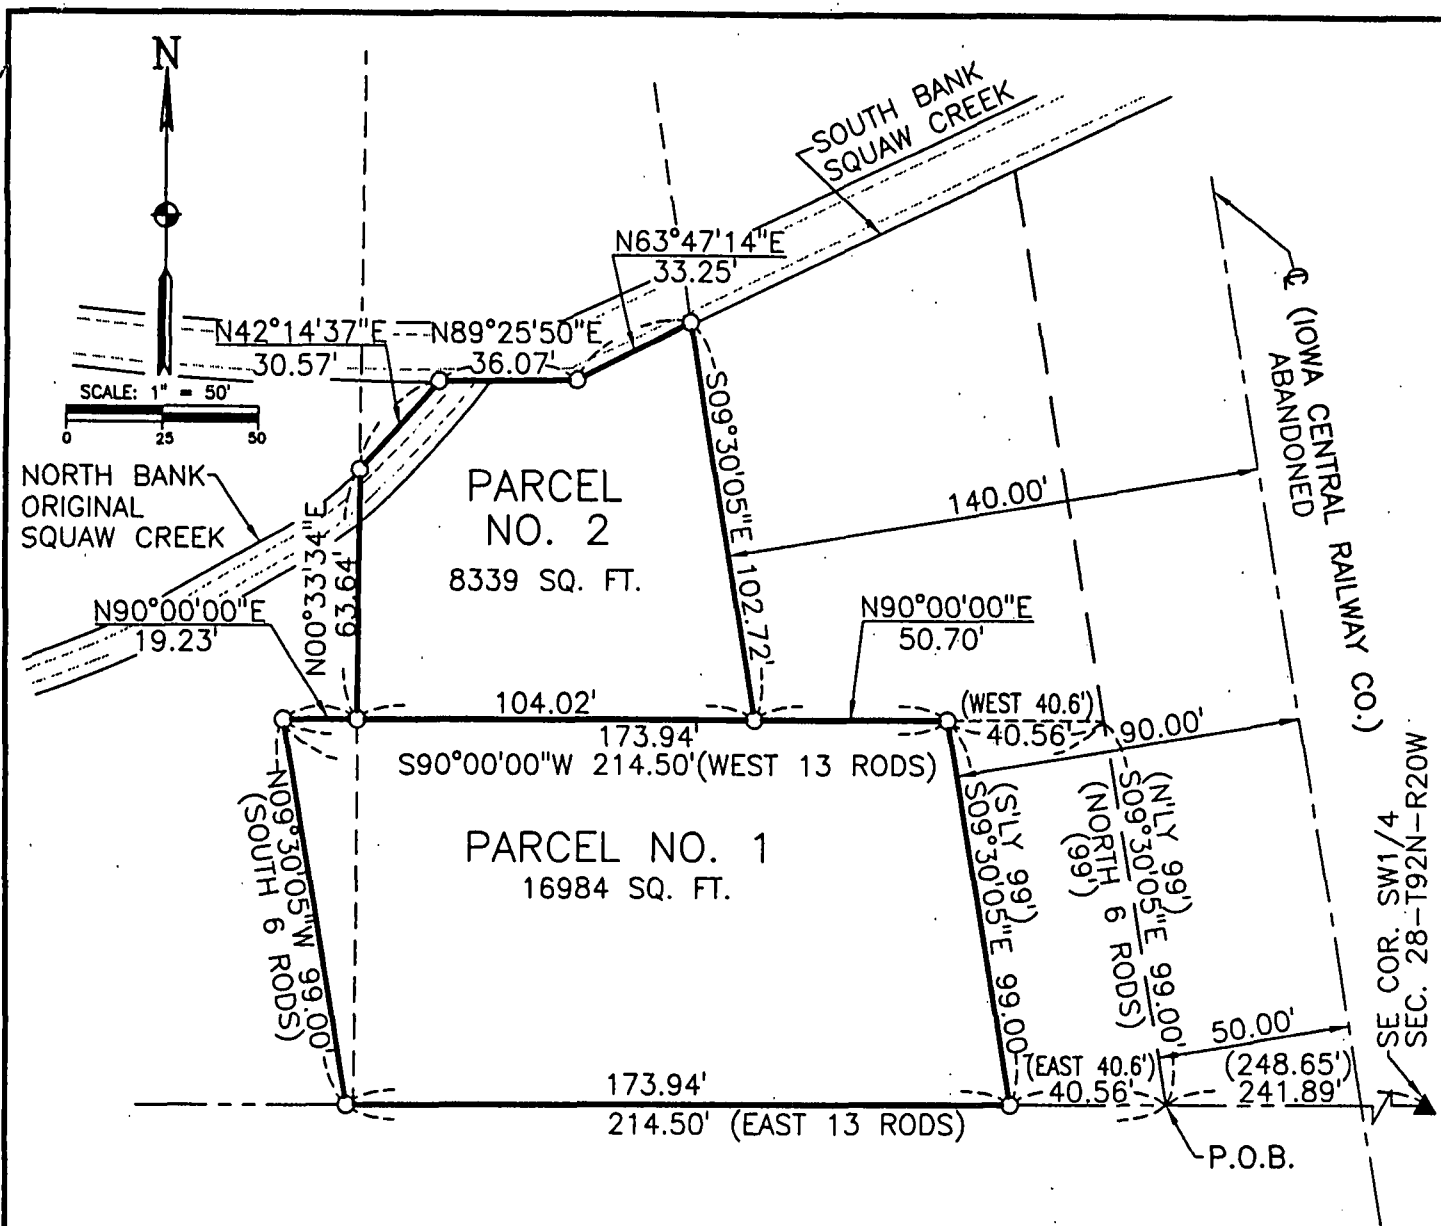 N
SOUTH BANK
SQUAW CREEK
N63°47'14"E
33.25'
N42°14'37"E
30.57'
N89°25'50"E
36.07'
SCALE: 1" = 50'
0 25 50
℄ (IOWA CENTRAL RAILWAY CO.)
ABANDONED
NORTH BANK
ORIGINAL
SQUAW CREEK
PARCEL
NO. 2
8339 SQ. FT.
S09°30'05"E 102.72'
140.00'
N00°33'34"E
63.64'
N90°00'00"E
19.23'
N90°00'00"E
50.70'
104.02'
173.94'
S90°00'00"W 214.50'(WEST 13 RODS)
(WEST 40.6')
40.56'
90.00'
PARCEL NO. 1
16984 SQ. FT.
N09°30'05"W 99.00'
(SOUTH 6 RODS)
(S'LY 99')
S09°30'05"E 99.00'
(N'LY 99')
S09°30'05"E 99.00'
(NORTH 6 RODS)
(99')
SE COR. SW1/4
SEC. 28-T92N-R20W
50.00'
(EAST 40.6')
40.56'
(248.65')
241.89'
173.94'
214.50' (EAST 13 RODS)
P.O.B.